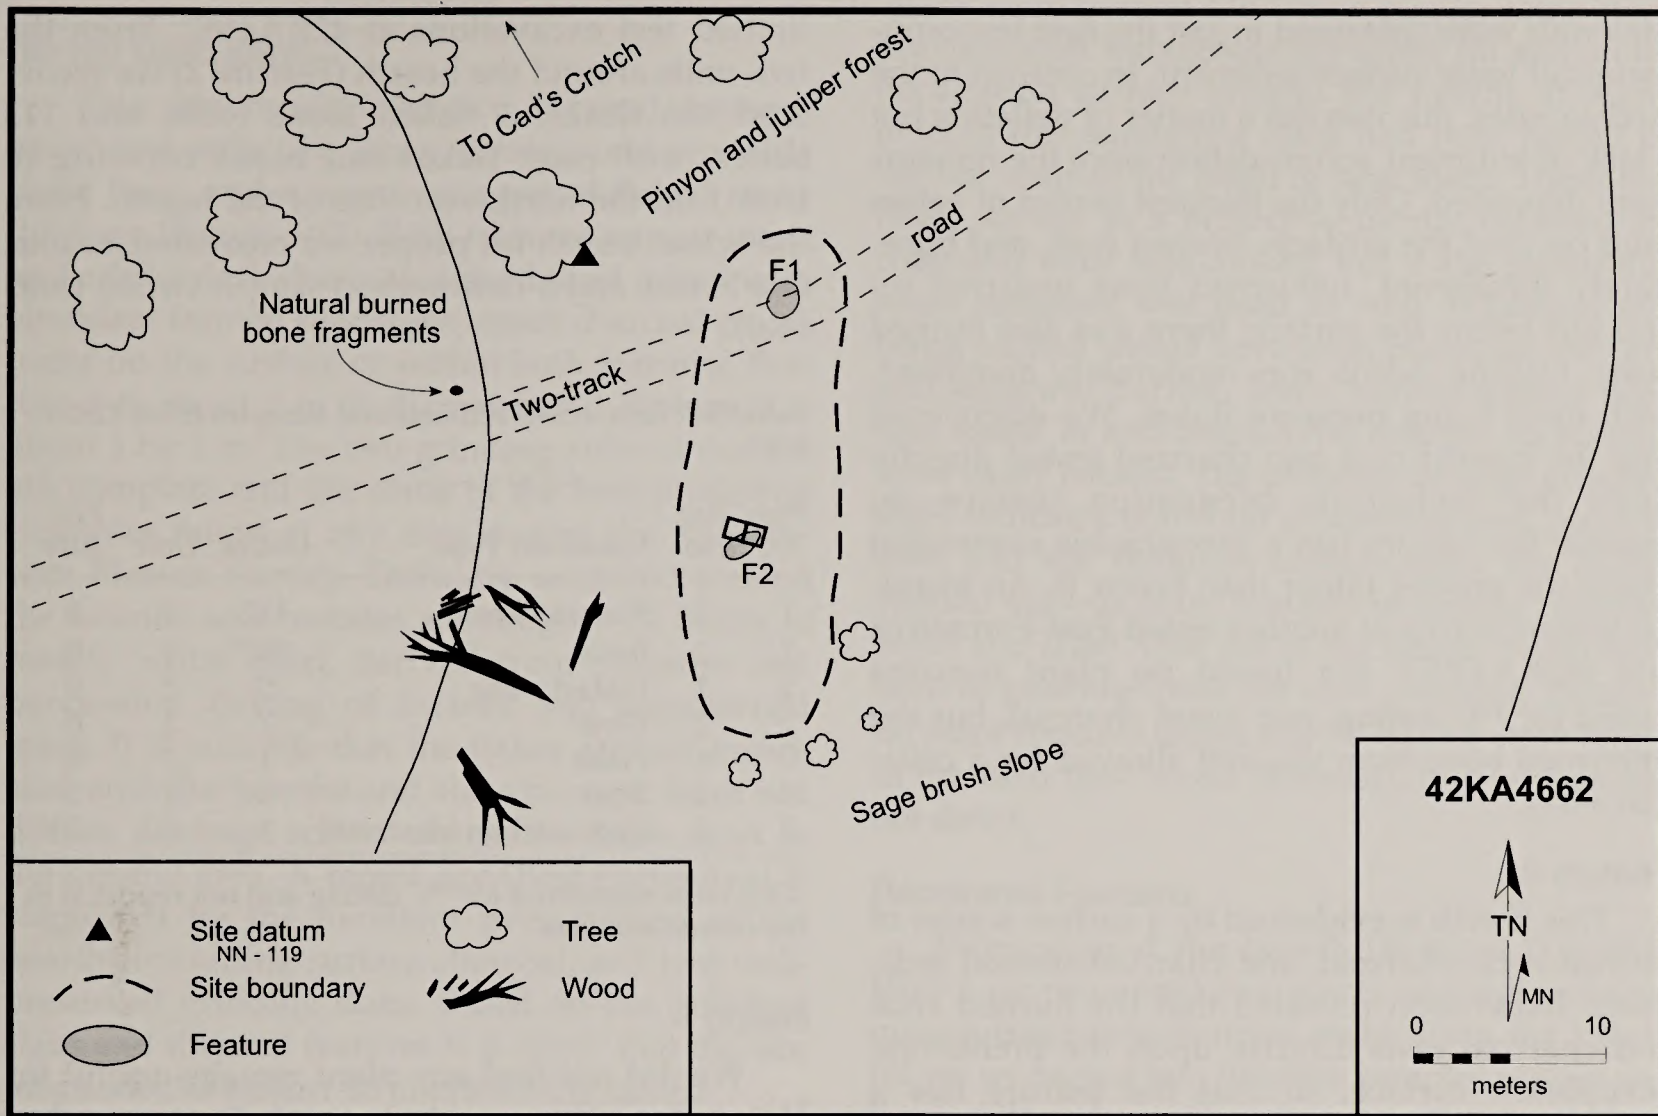 To Cad's Crotch
Pinyon and juniper forest
road
F1
Natural burned
bone fragments
Two-track
F2
Sage brush slope
42KA4662
TN
MN
0 10
meters
Site datum
NN - 119
Site boundary
Feature
Tree
Wood